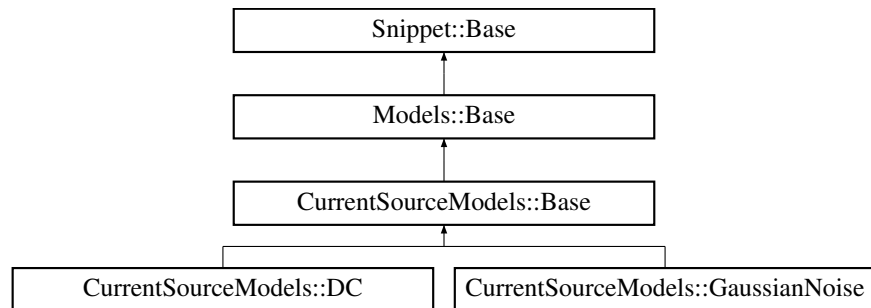 Snippet::Base
Models::Base
CurrentSourceModels::Base
CurrentSourceModels::DC
CurrentSourceModels::GaussianNoise